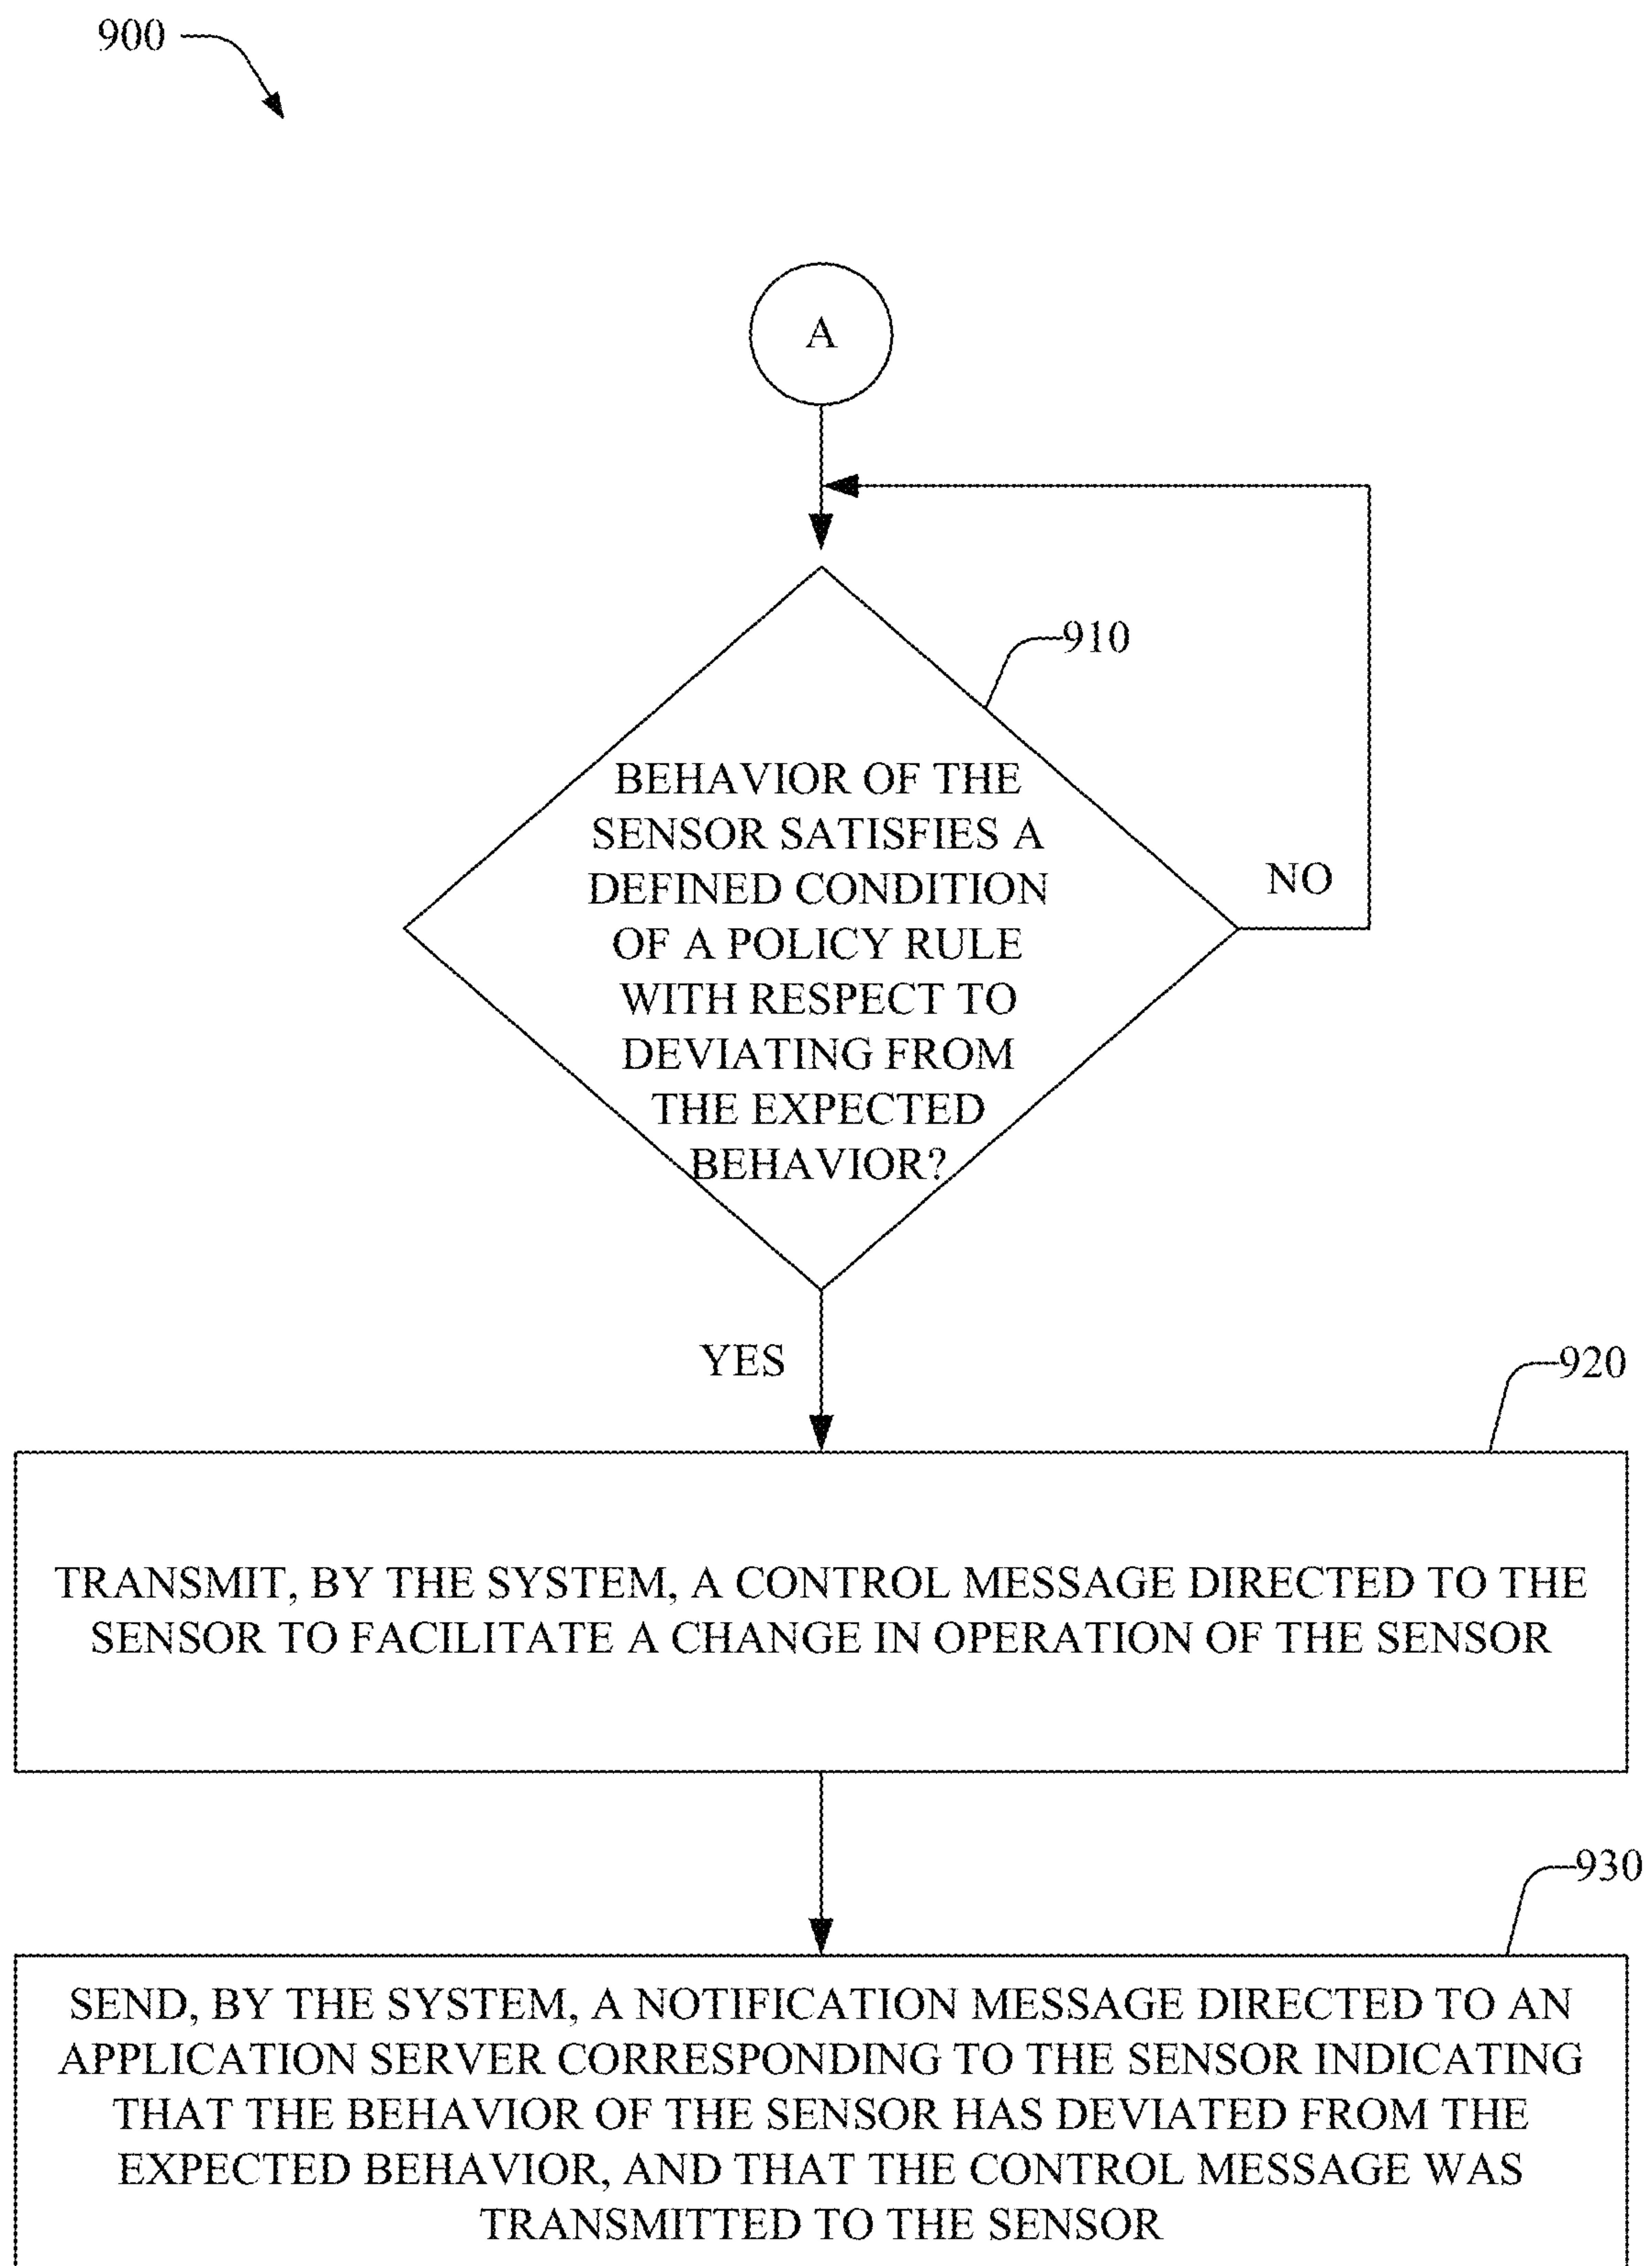 900
A
910
BEHAVIOR OF THE
SENSOR SATISFIES A
DEFINED CONDITION
OF A POLICY RULE
WITH RESPECT TO
DEVIATING FROM
THE EXPECTED
BEHAVIOR?
NO
YES
920
TRANSMIT, BY THE SYSTEM, A CONTROL MESSAGE DIRECTED TO THE
SENSOR TO FACILITATE A CHANGE IN OPERATION OF THE SENSOR
930
SEND, BY THE SYSTEM, A NOTIFICATION MESSAGE DIRECTED TO AN
APPLICATION SERVER CORRESPONDING TO THE SENSOR INDICATING
THAT THE BEHAVIOR OF THE SENSOR HAS DEVIATED FROM THE
EXPECTED BEHAVIOR, AND THAT THE CONTROL MESSAGE WAS
TRANSMITTED TO THE SENSOR